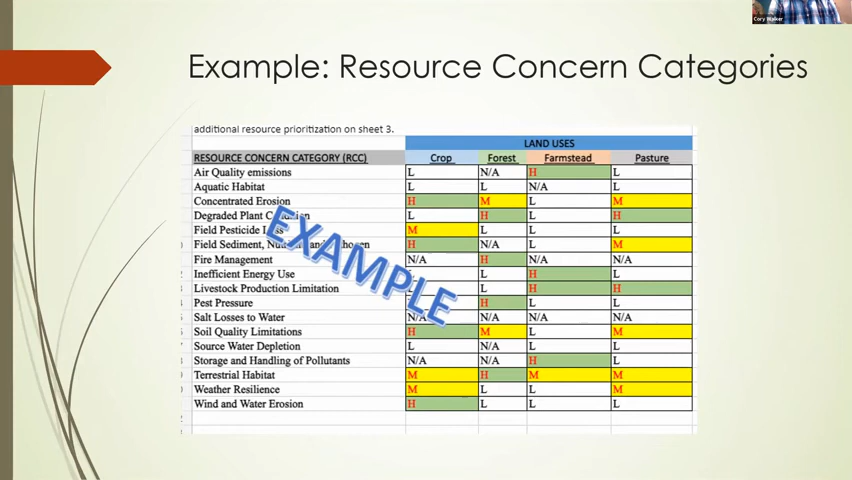 Cory Walker
Example: Resource Concern Categories
additional resource prioritization on sheet 3.
LAND USES
RESOURCE CONCERN CATEGORY (RCC) Crop Forest Farmstead Pasture
Air Quality emissions L N/A H L
Aquatic Habitat L L N/A L
Concentrated Erosion H M L M
Degraded Plant L H L H
Field Pesticide M L L L
Field Sediment, H N/A L M
Fire Management N/A H N/A N/A
Inefficient Energy Use L L H L
Livestock Production Limitation L H H
Pest Pressure H L L
Salt Losses to Water N/A N/A N/A N/A
Soil Quality Limitations H M L M
Source Water Depletion L N/A L L
Storage and Handling of Pollutants N/A N/A H L
Terrestrial Habitat M H M M
Weather Resilience M L L M
Wind and Water Erosion H L L L
EXAMPLE